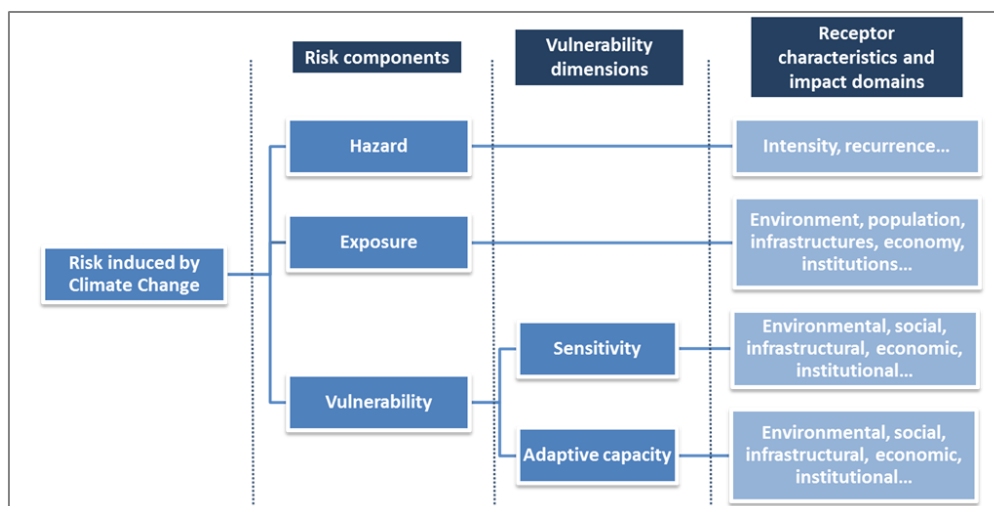 Risk components
Vulnerability
dimensions
Receptor
characteristics and
impact domains
Hazard
Intensity, recurrence…
Exposure
Environment, population,
infrastructures, economy,
institutions…
Risk induced by
Climate Change
Sensitivity
Environmental, social,
infrastructural, economic,
institutional…
Vulnerability
Adaptive capacity
Environmental, social,
infrastructural, economic,
institutional…